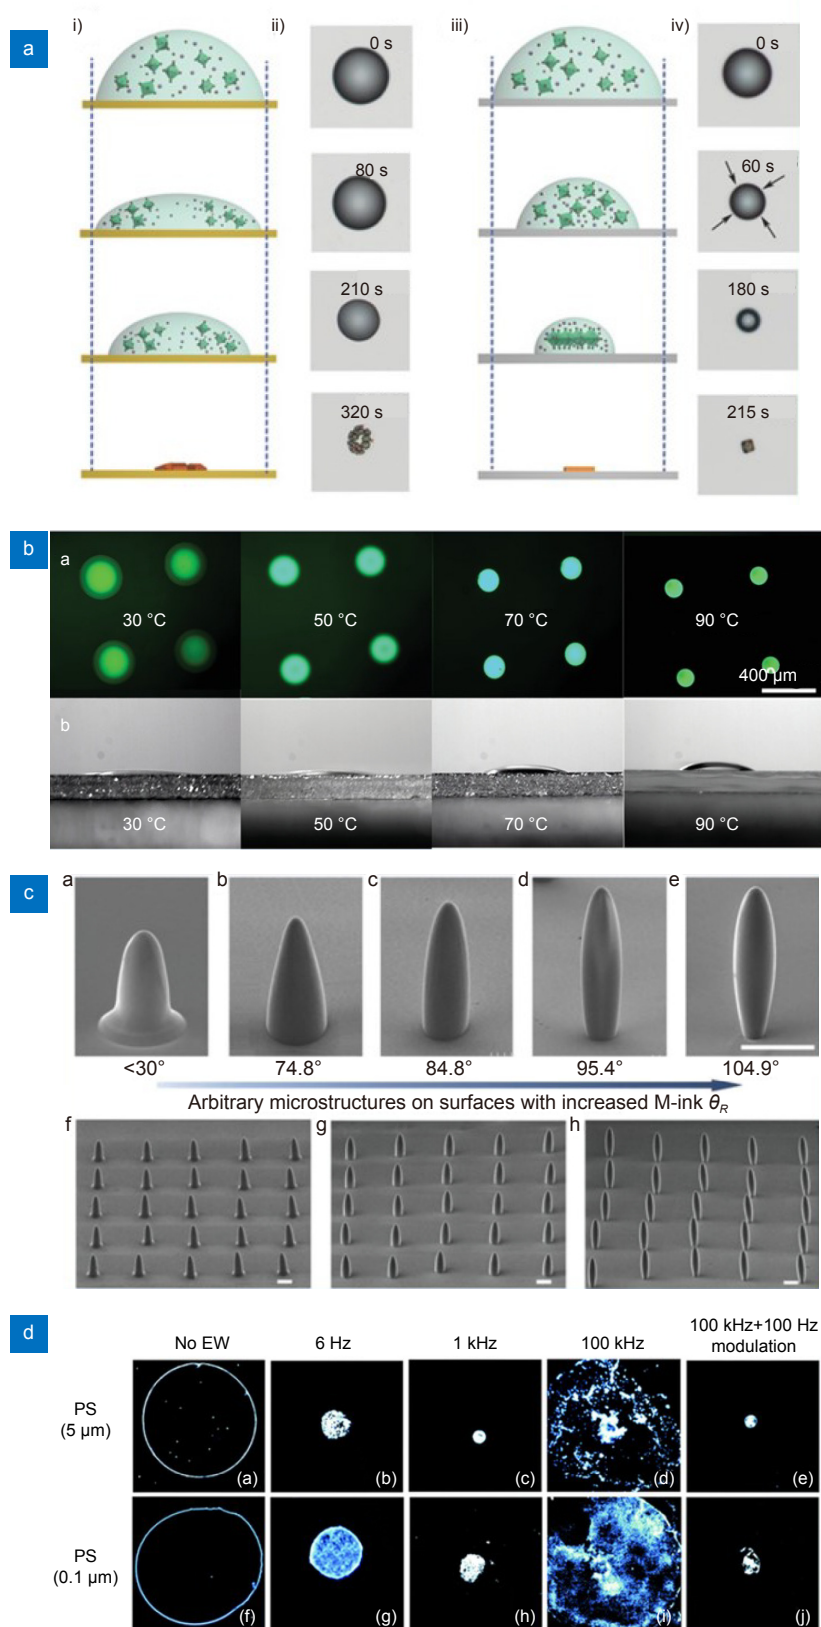 a
i)
ii)
iii)
iv)
0 s
0 s
80 s
60 s
210 s
180 s
320 s
215 s
b
a
30 °C
50 °C
70 °C
90 °C
400 μm
b
30 °C
50 °C
70 °C
90 °C
c
a
b
c
d
e
<30°
74.8°
84.8°
95.4°
104.9°
Arbitrary microstructures on surfaces with increased M-ink θR
f
g
h
d
No EW
6 Hz
1 kHz
100 kHz
100 kHz+100 Hz
modulation
PS
(5 μm)
(a)
(b)
(c)
(d)
(e)
PS
(0.1 μm)
(f)
(g)
(h)
(i)
(j)